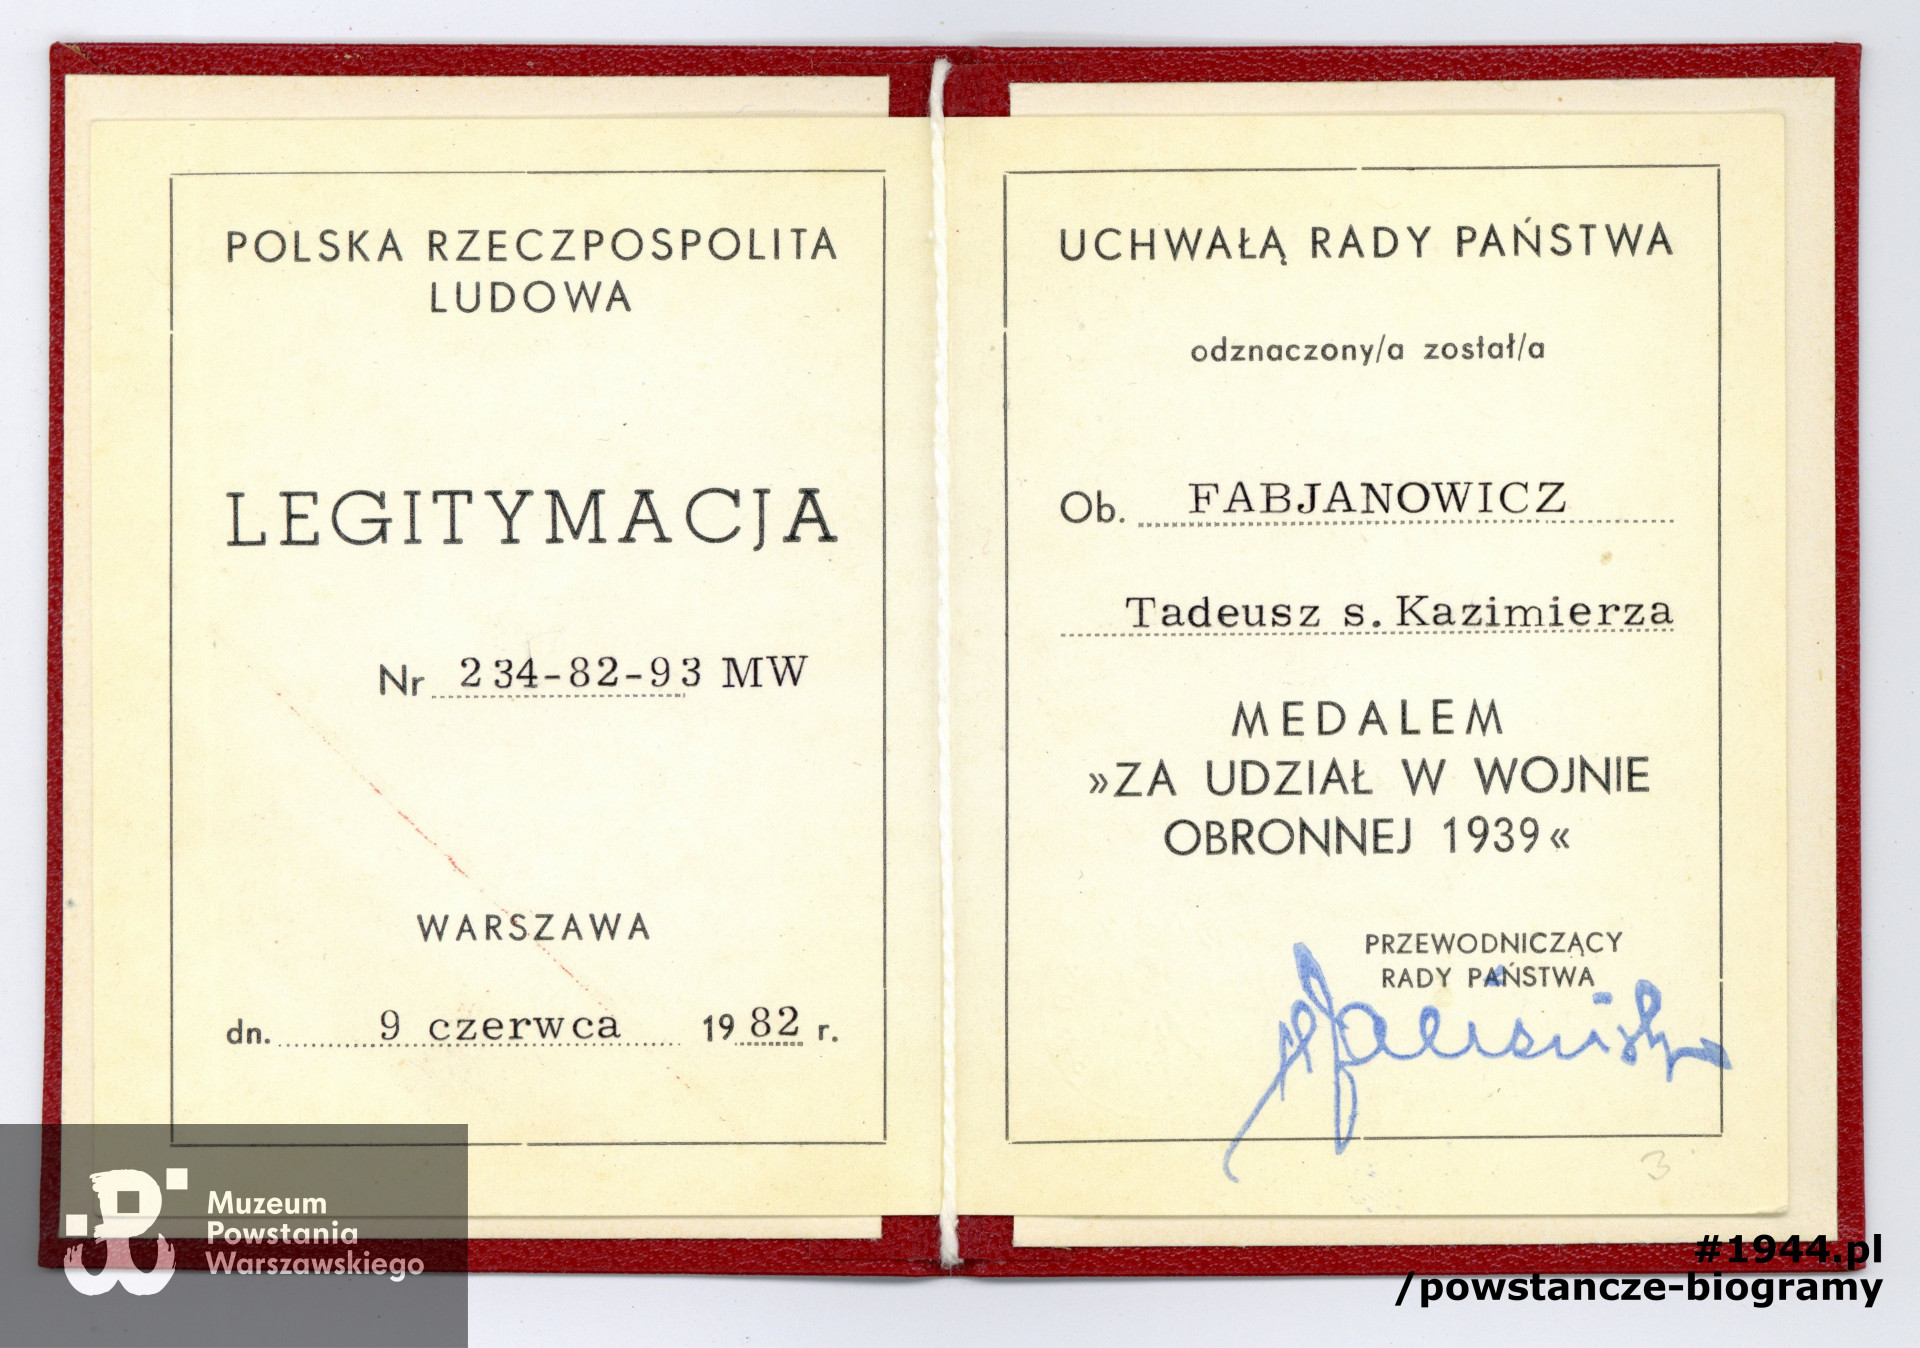 POLSKA RZECZPOSPOLITA
LUDOWA
LEGITYMACJA
Nr 234-82-93 MW
WARSZAWA
dn. 9 czerwca 1982 r.
UCHWAŁĄ RADY PAŃSTWA
odznaczony/a został/a
Ob. FABJANOWICZ
Tadeusz s. Kazimierza
MEDALEM
»ZA UDZIAŁ W WOJNIE
OBRONNEJ 1939«
PRZEWODNICZĄCY
RADY PAŃSTWA
3
Muzeum
Powstania
Warszawskiego
#1944.pl
/powstancze-biogramy